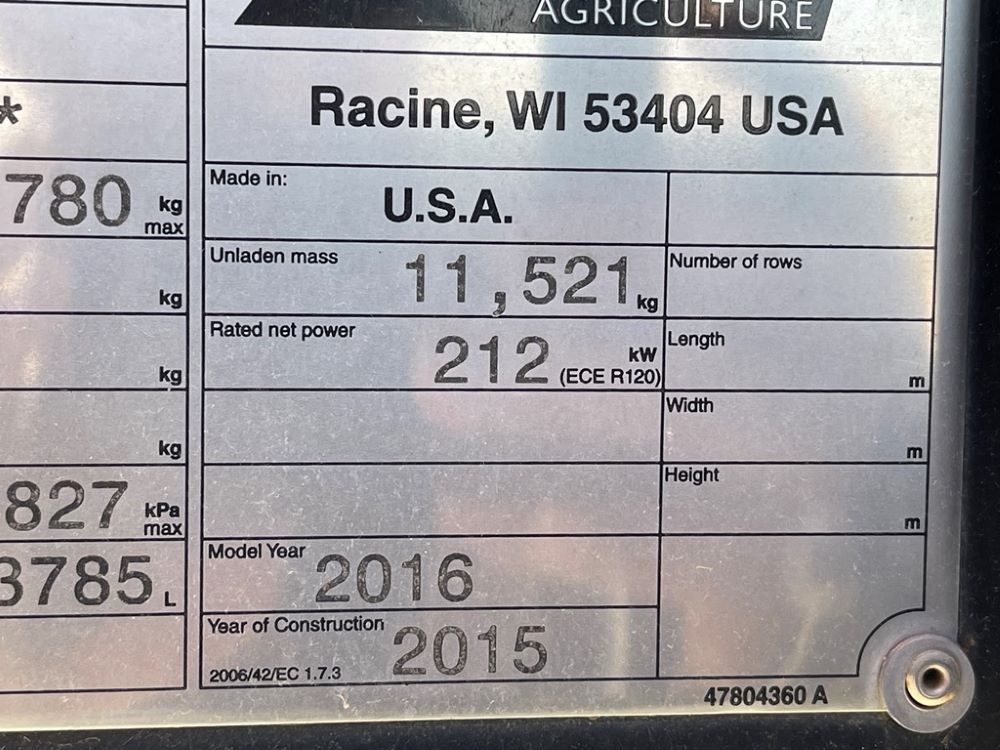 AGRICULTURE
Racine, WI 53404 USA
*
780 kg max
Made in: U.S.A.
kg
Unladen mass 11,521 kg
Number of rows
kg
Rated net power 212 kW (ECE R120)
Length m
kg
Width m
827 kPa max
Height m
3785 L
Model Year 2016
Year of Construction 2015
2006/42/EC 1.7.3
47804360 A